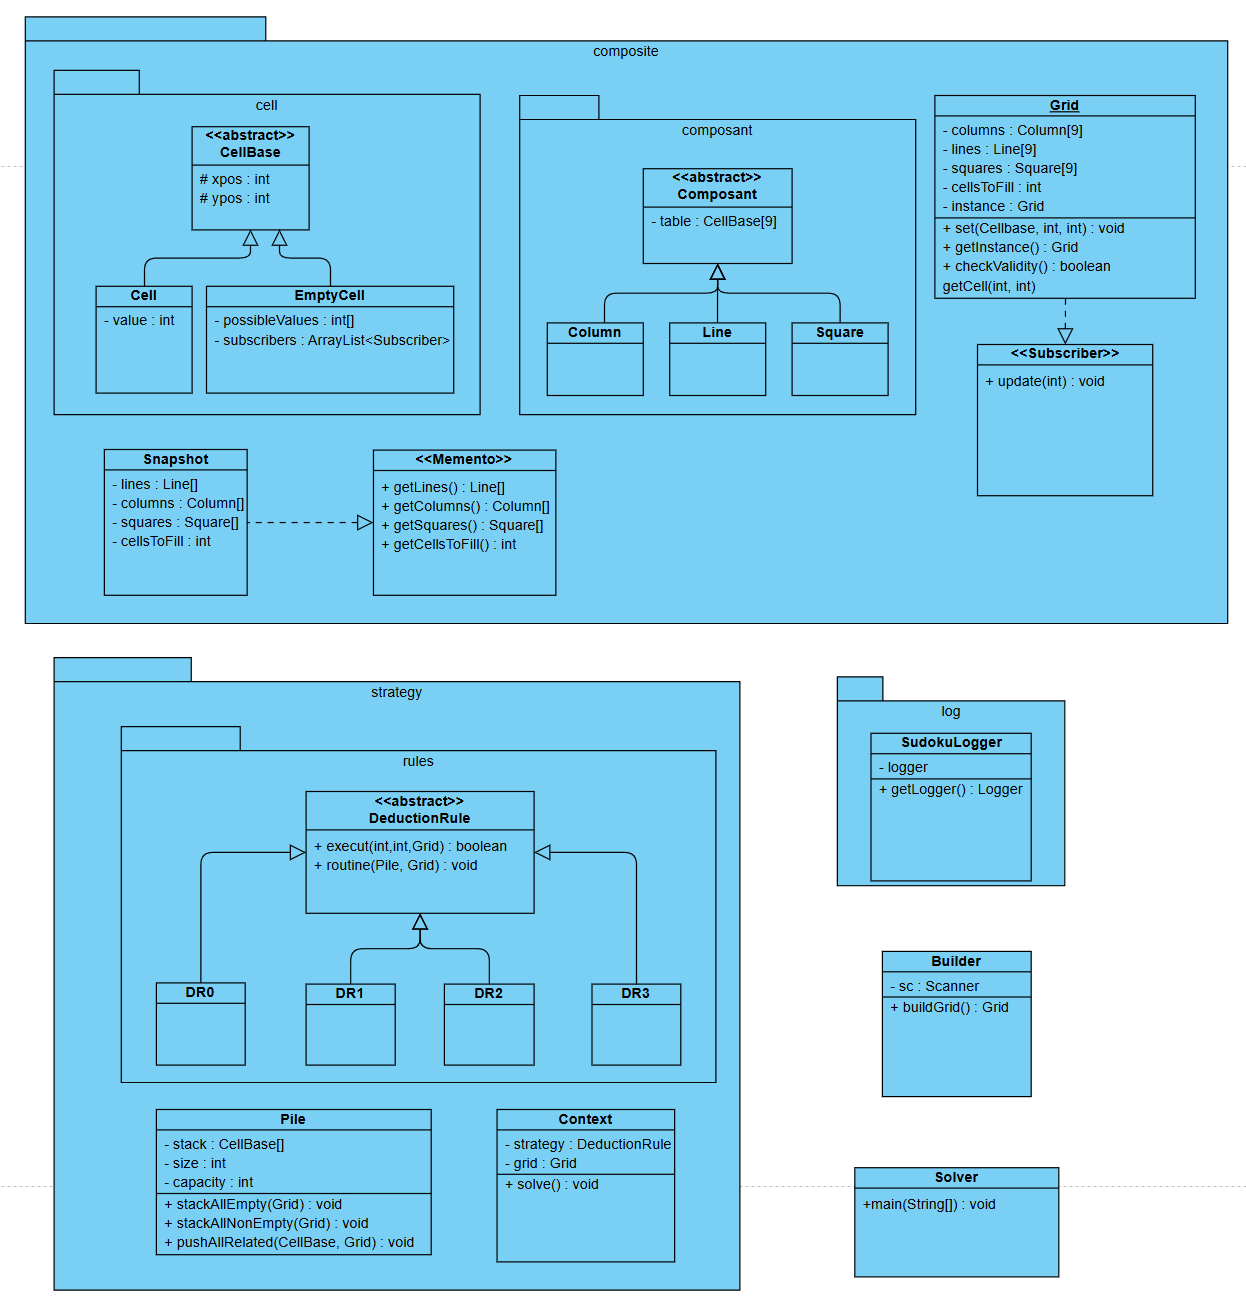 composite
cell
<<abstract>>
CellBase
# xpos : int
# ypos : int
Cell
- value : int
EmptyCell
- possibleValues : int[]
- subscribers : ArrayList<Subscriber>
composant
<<abstract>>
Composant
- table : CellBase[9]
Column
Line
Square
Grid
- columns : Column[9]
- lines : Line[9]
- squares : Square[9]
- cellsToFill : int
- instance : Grid
+ set(Cellbase, int, int) : void
+ getInstance() : Grid
+ checkValidity() : boolean
getCell(int, int)
<<Subscriber>>
+ update(int) : void
Snapshot
- lines : Line[]
- columns : Column[]
- squares : Square[]
- cellsToFill : int
<<Memento>>
+ getLines() : Line[]
+ getColumns() : Column[]
+ getSquares() : Square[]
+ getCellsToFill() : int
strategy
rules
<<abstract>>
DeductionRule
+ execut(int,int,Grid) : boolean
+ routine(Pile, Grid) : void
DR0
DR1
DR2
DR3
Pile
- stack : CellBase[]
- size : int
- capacity : int
+ stackAllEmpty(Grid) : void
+ stackAllNonEmpty(Grid) : void
+ pushAllRelated(CellBase, Grid) : void
Context
- strategy : DeductionRule
- grid : Grid
+ solve() : void
log
SudokuLogger
- logger
+ getLogger() : Logger
Builder
- sc : Scanner
+ buildGrid() : Grid
Solver
+main(String[]) : void